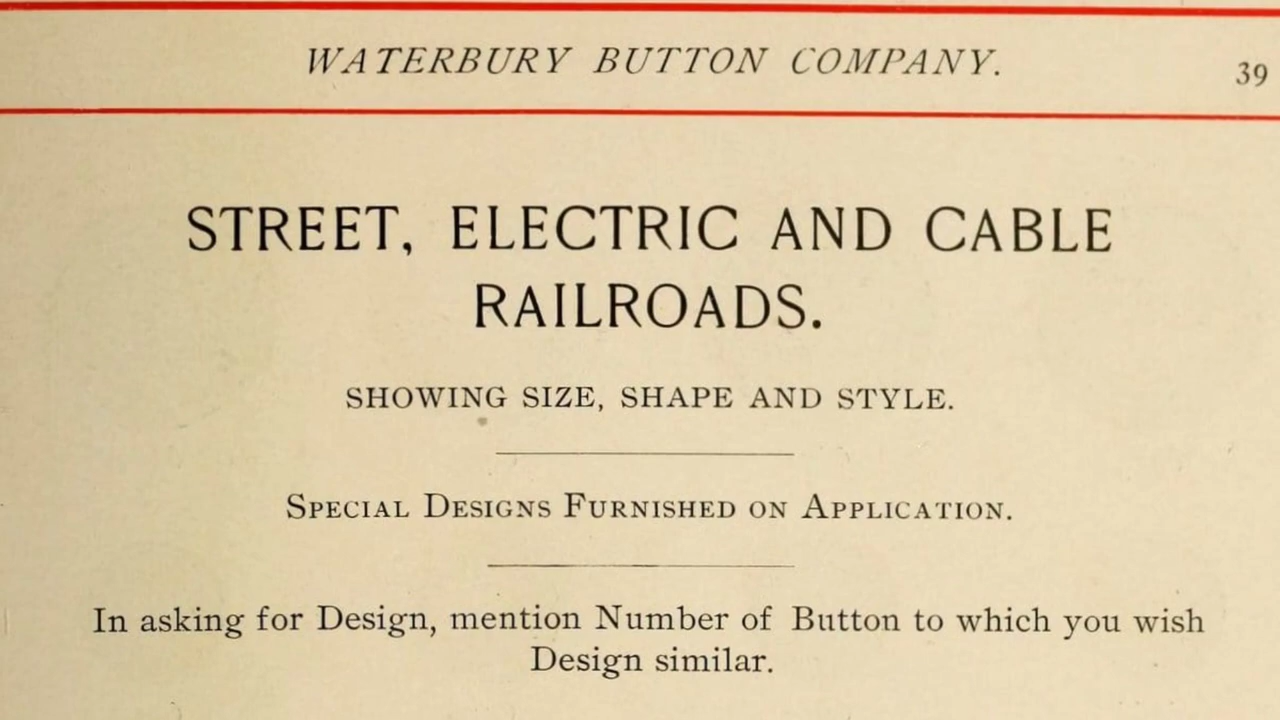 WATERBURY BUTTON COMPANY. 39
STREET, ELECTRIC AND CABLE
RAILROADS.
SHOWING SIZE, SHAPE AND STYLE.
SPECIAL DESIGNS FURNISHED ON APPLICATION.
In asking for Design, mention Number of Button to which you wish
Design similar.